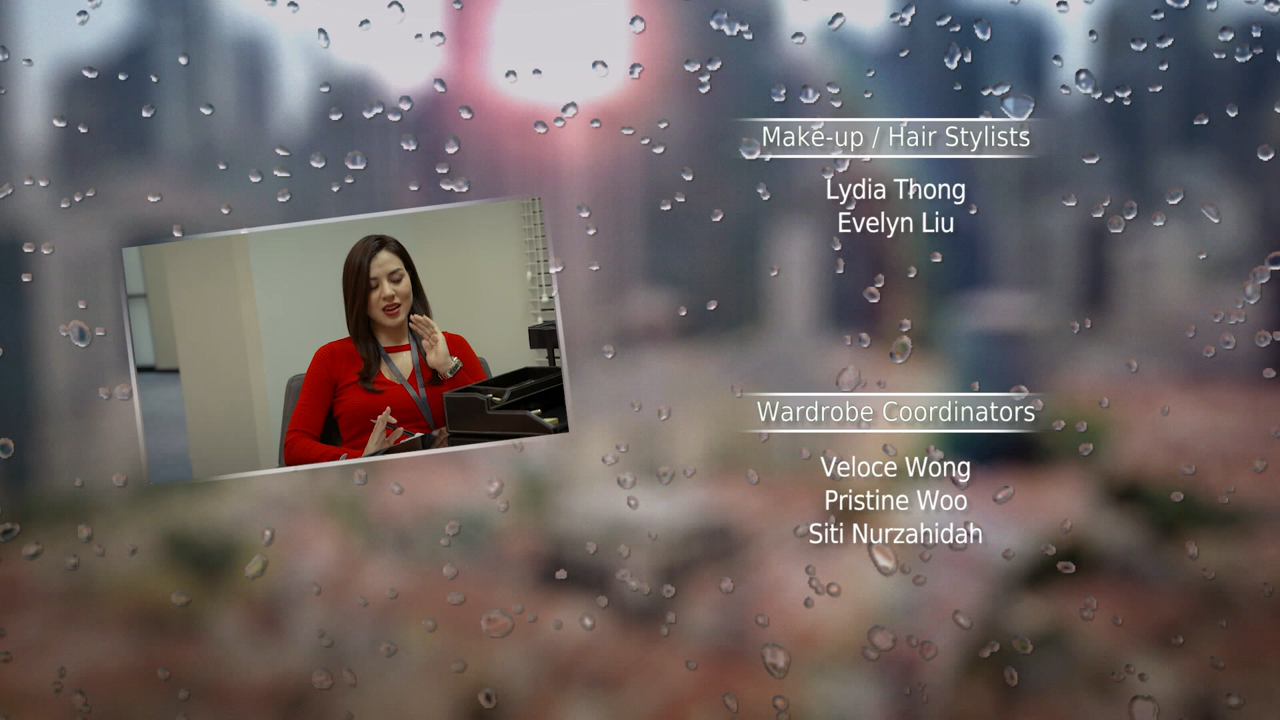 Make-up / Hair Stylists
Lydia Thong
Evelyn Liu
Wardrobe Coordinators
Veloce Wong
Pristine Woo
Siti Nurzahidah